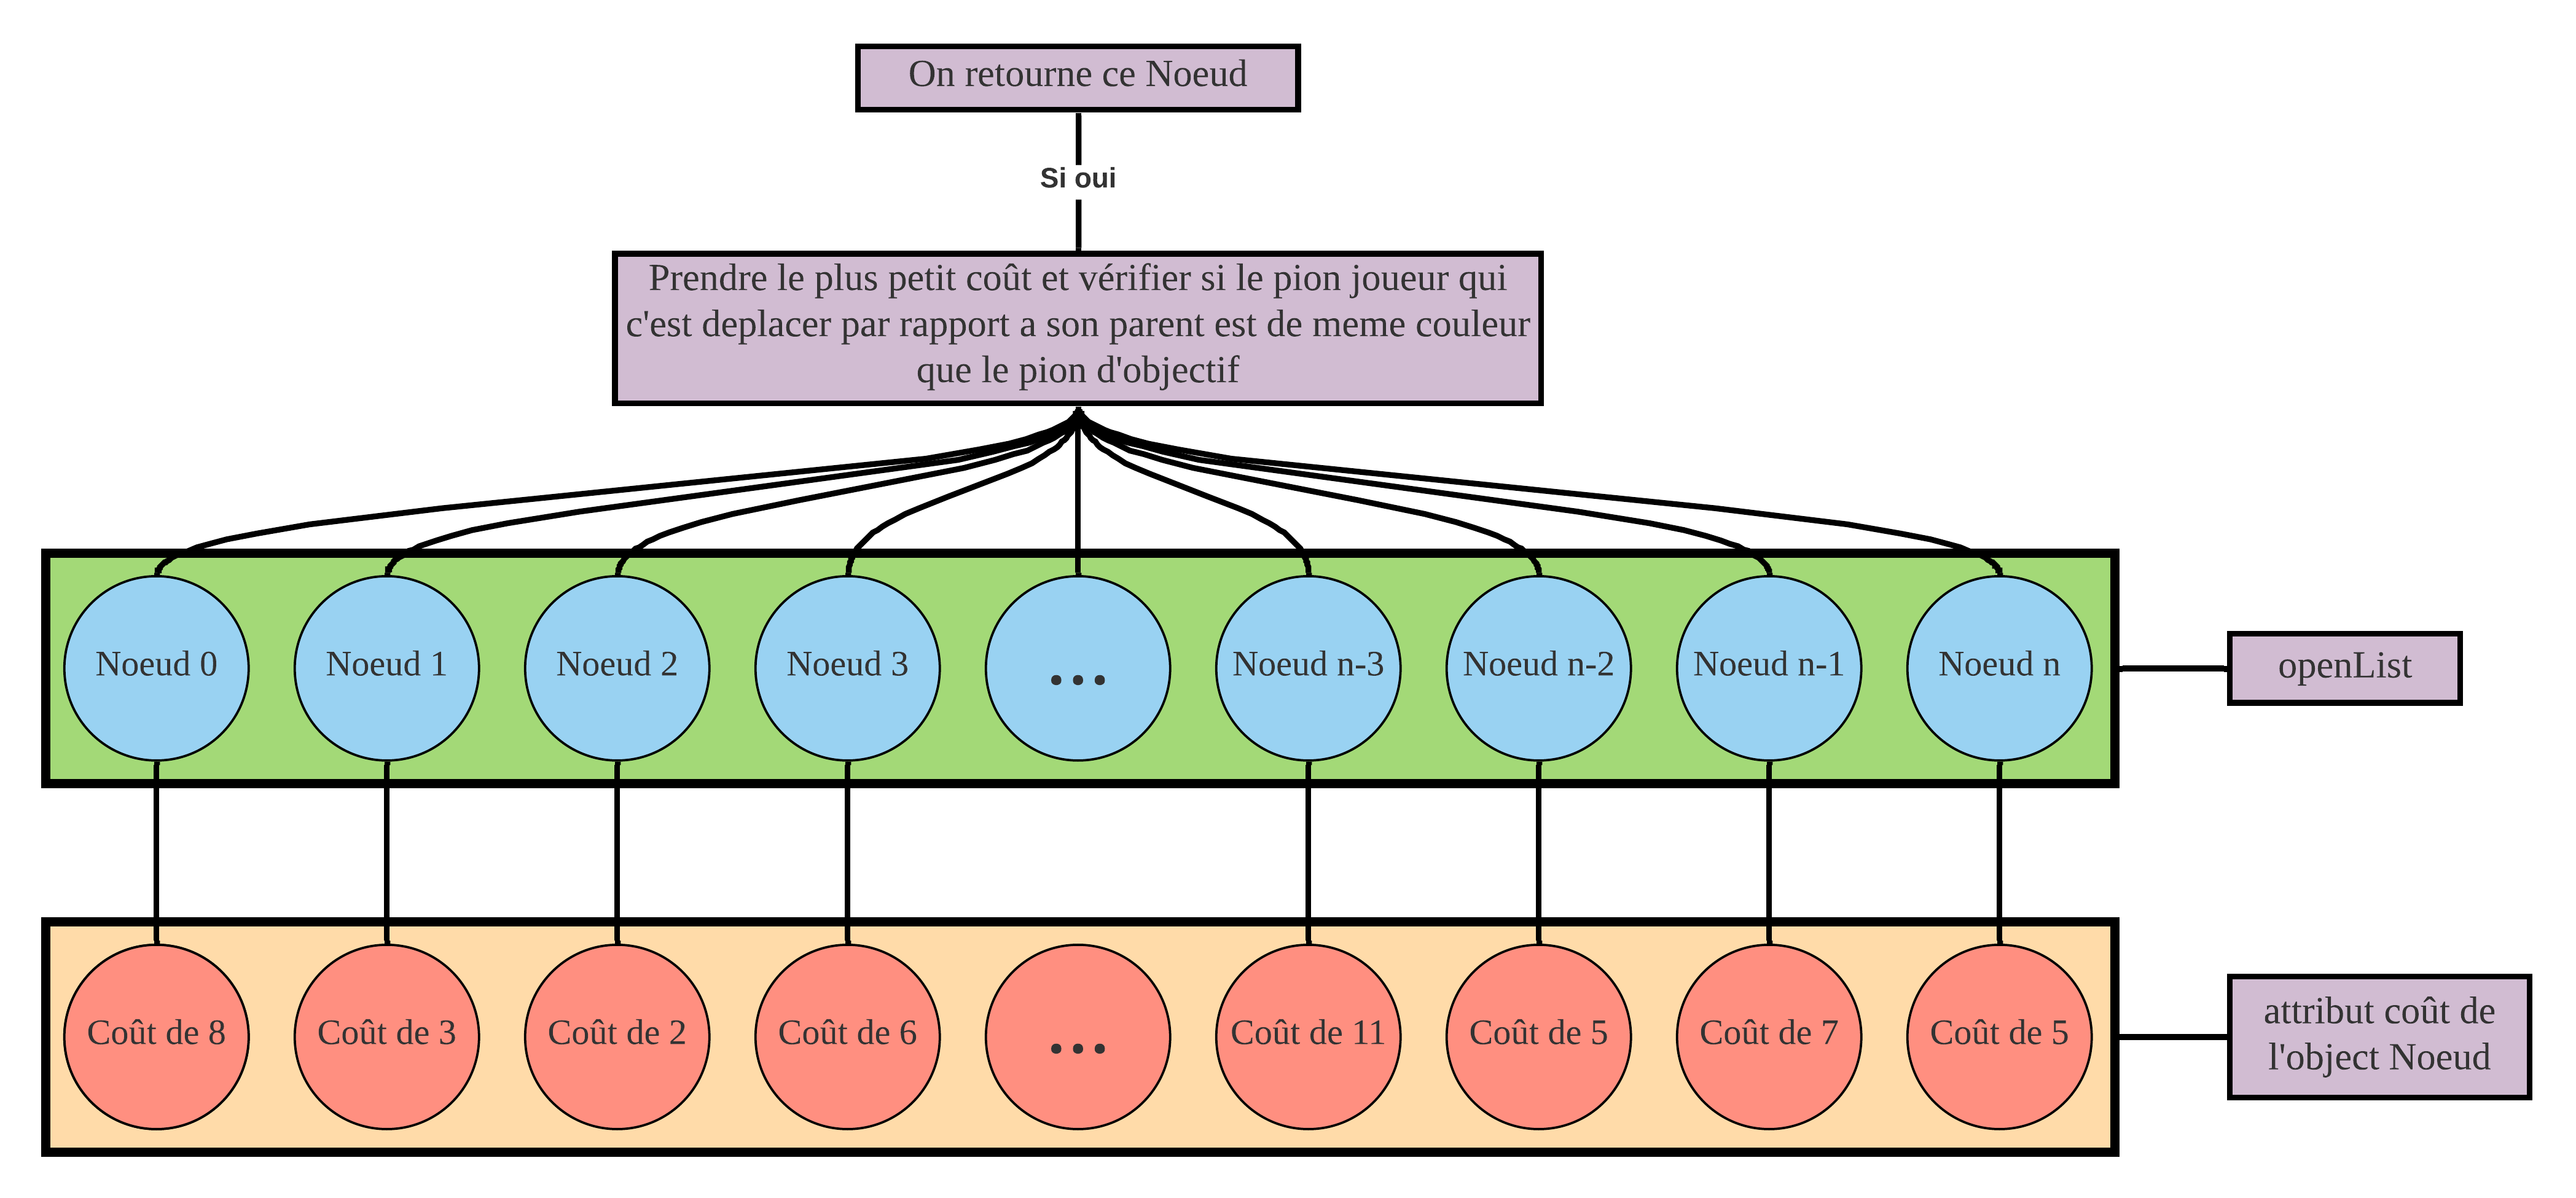 On retourne ce Noeud
Si oui
Prendre le plus petit coût et vérifier si le pion joueur qui
c'est deplacer par rapport a son parent est de meme couleur
que le pion d'objectif
Noeud 0
Noeud 1
Noeud 2
Noeud 3
...
Noeud n-3
Noeud n-2
Noeud n-1
Noeud n
openList
Coût de 8
Coût de 3
Coût de 2
Coût de 6
...
Coût de 11
Coût de 5
Coût de 7
Coût de 5
attribut coût de
l'object Noeud